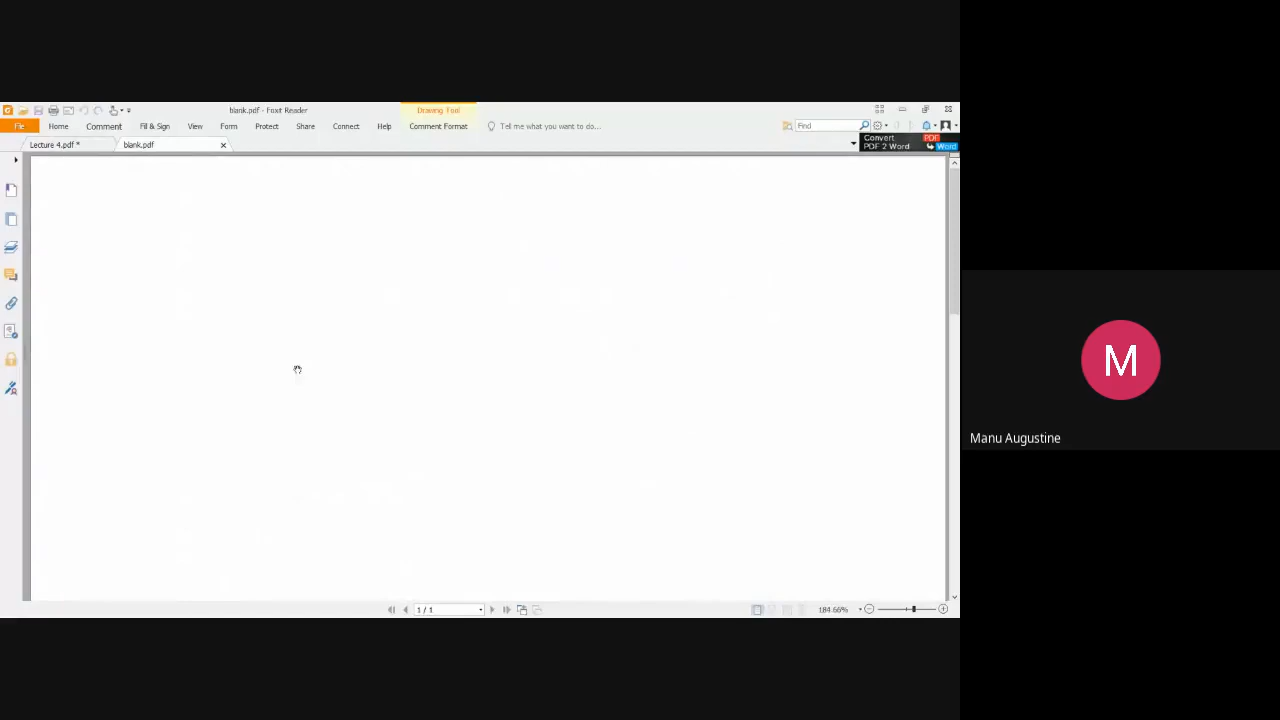 blank.pdf - Foxit Reader
Drawing Tool
File
Home
Comment
Fill & Sign
View
Form
Protect
Share
Connect
Help
Comment Format
Tell me what you want to do...
Find
Lecture 4.pdf *
blank.pdf
Convert
PDF 2 Word
PDF
Word
M
Manu Augustine
1 / 1
184.66%